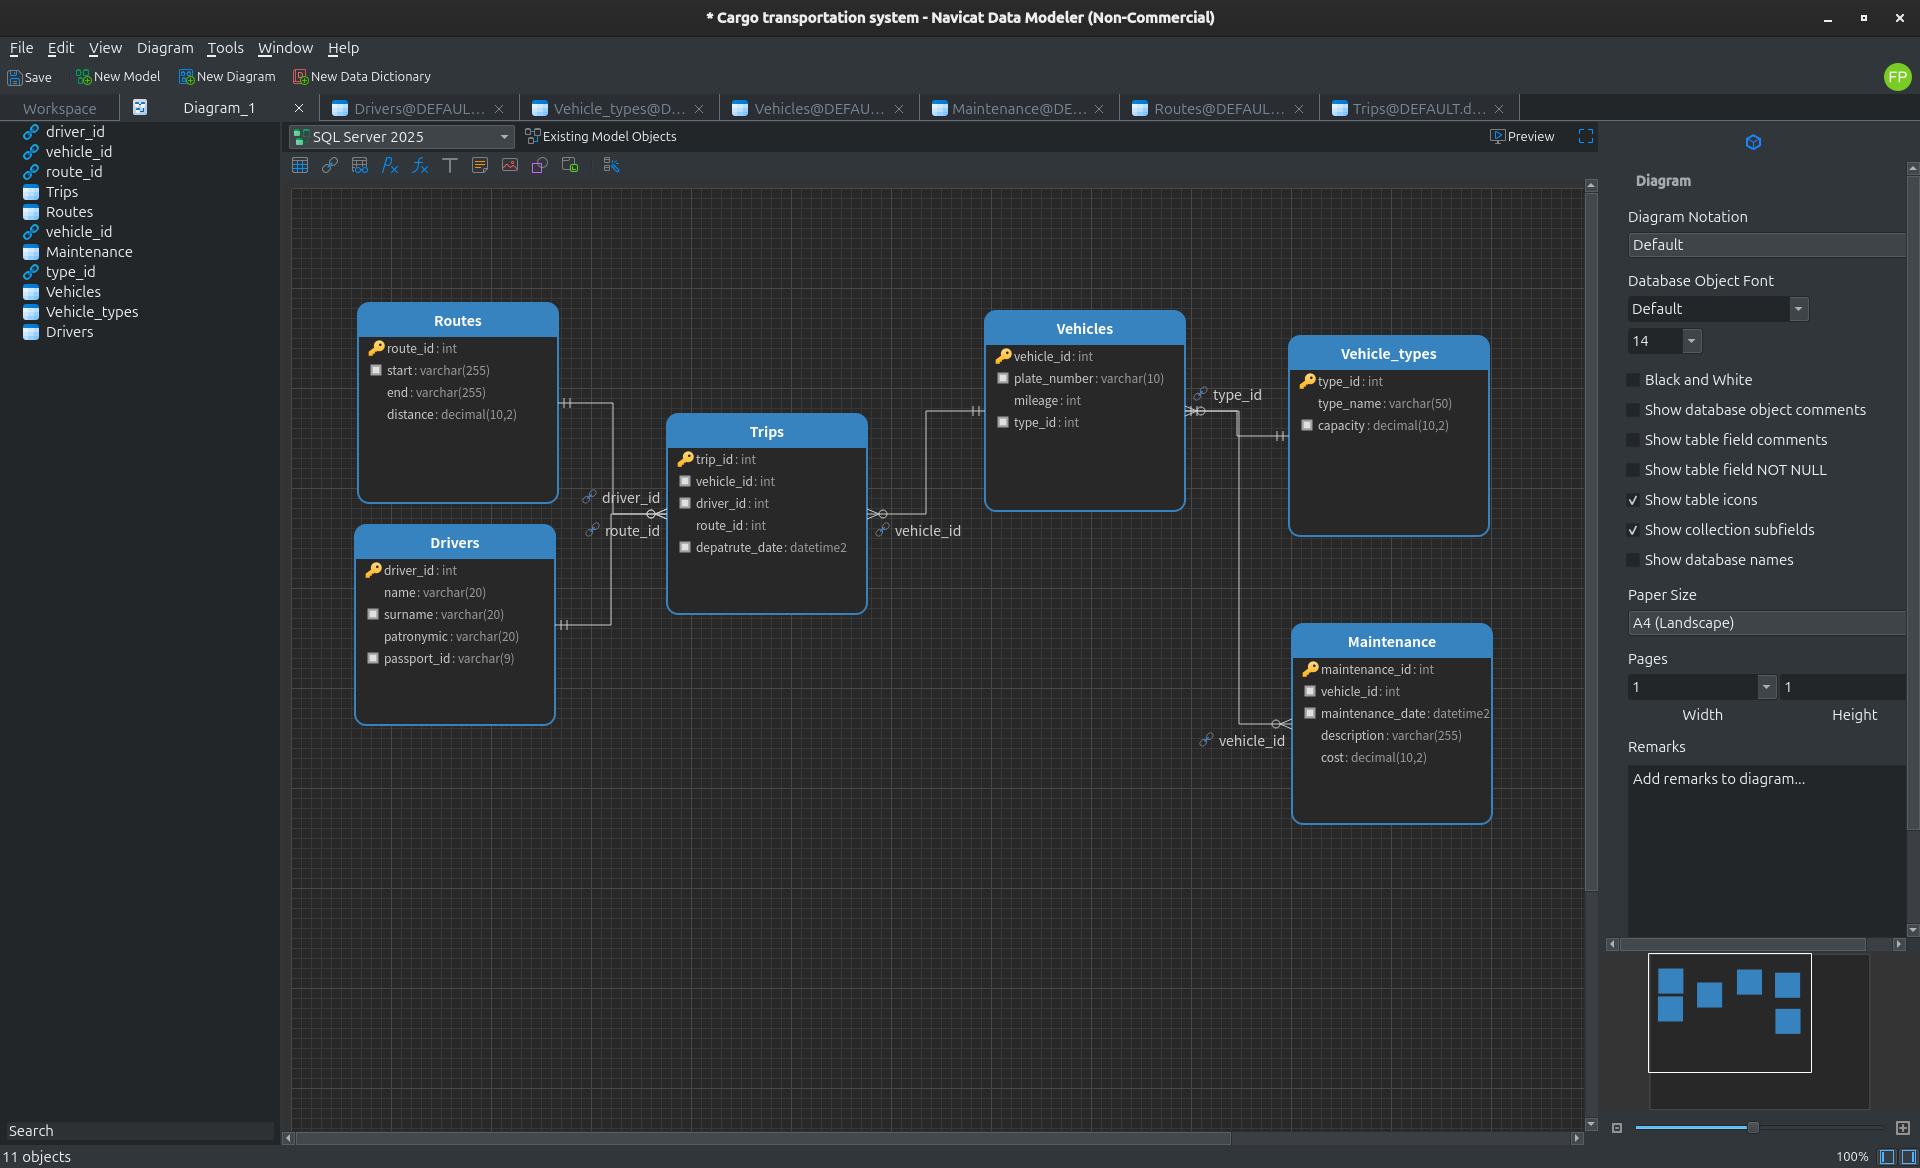 * Cargo transportation system - Navicat Data Modeler (Non-Commercial)
File Edit View Diagram Tools Window Help
Save New Model New Diagram New Data Dictionary
FP
Workspace Diagram_1 Drivers@DEFAUL... Vehicle_types@D... Vehicles@DEFAU... Maintenance@DE... Routes@DEFAUL... Trips@DEFAULT.d...
driver_id
vehicle_id
route_id
Trips
Routes
vehicle_id
Maintenance
type_id
Vehicles
Vehicle_types
Drivers
Search
11 objects
SQL Server 2025 Existing Model Objects Preview
Routes
route_id: int
start: varchar(255)
end: varchar(255)
distance: decimal(10,2)
Drivers
driver_id: int
name: varchar(20)
surname: varchar(20)
patronymic: varchar(20)
passport_id: varchar(9)
driver_id
route_id
Trips
trip_id: int
vehicle_id: int
driver_id: int
route_id: int
depatrute_date: datetime2
vehicle_id
Vehicles
vehicle_id: int
plate_number: varchar(10)
mileage: int
type_id: int
type_id
Vehicle_types
type_id: int
type_name: varchar(50)
capacity: decimal(10,2)
Maintenance
maintenance_id: int
vehicle_id: int
maintenance_date: datetime2
description: varchar(255)
cost: decimal(10,2)
vehicle_id
Diagram
Diagram Notation
Default
Database Object Font
Default
14
Black and White
Show database object comments
Show table field comments
Show table field NOT NULL
Show table icons
Show collection subfields
Show database names
Paper Size
A4 (Landscape)
Pages
1 1
Width Height
Remarks
Add remarks to diagram...
100%